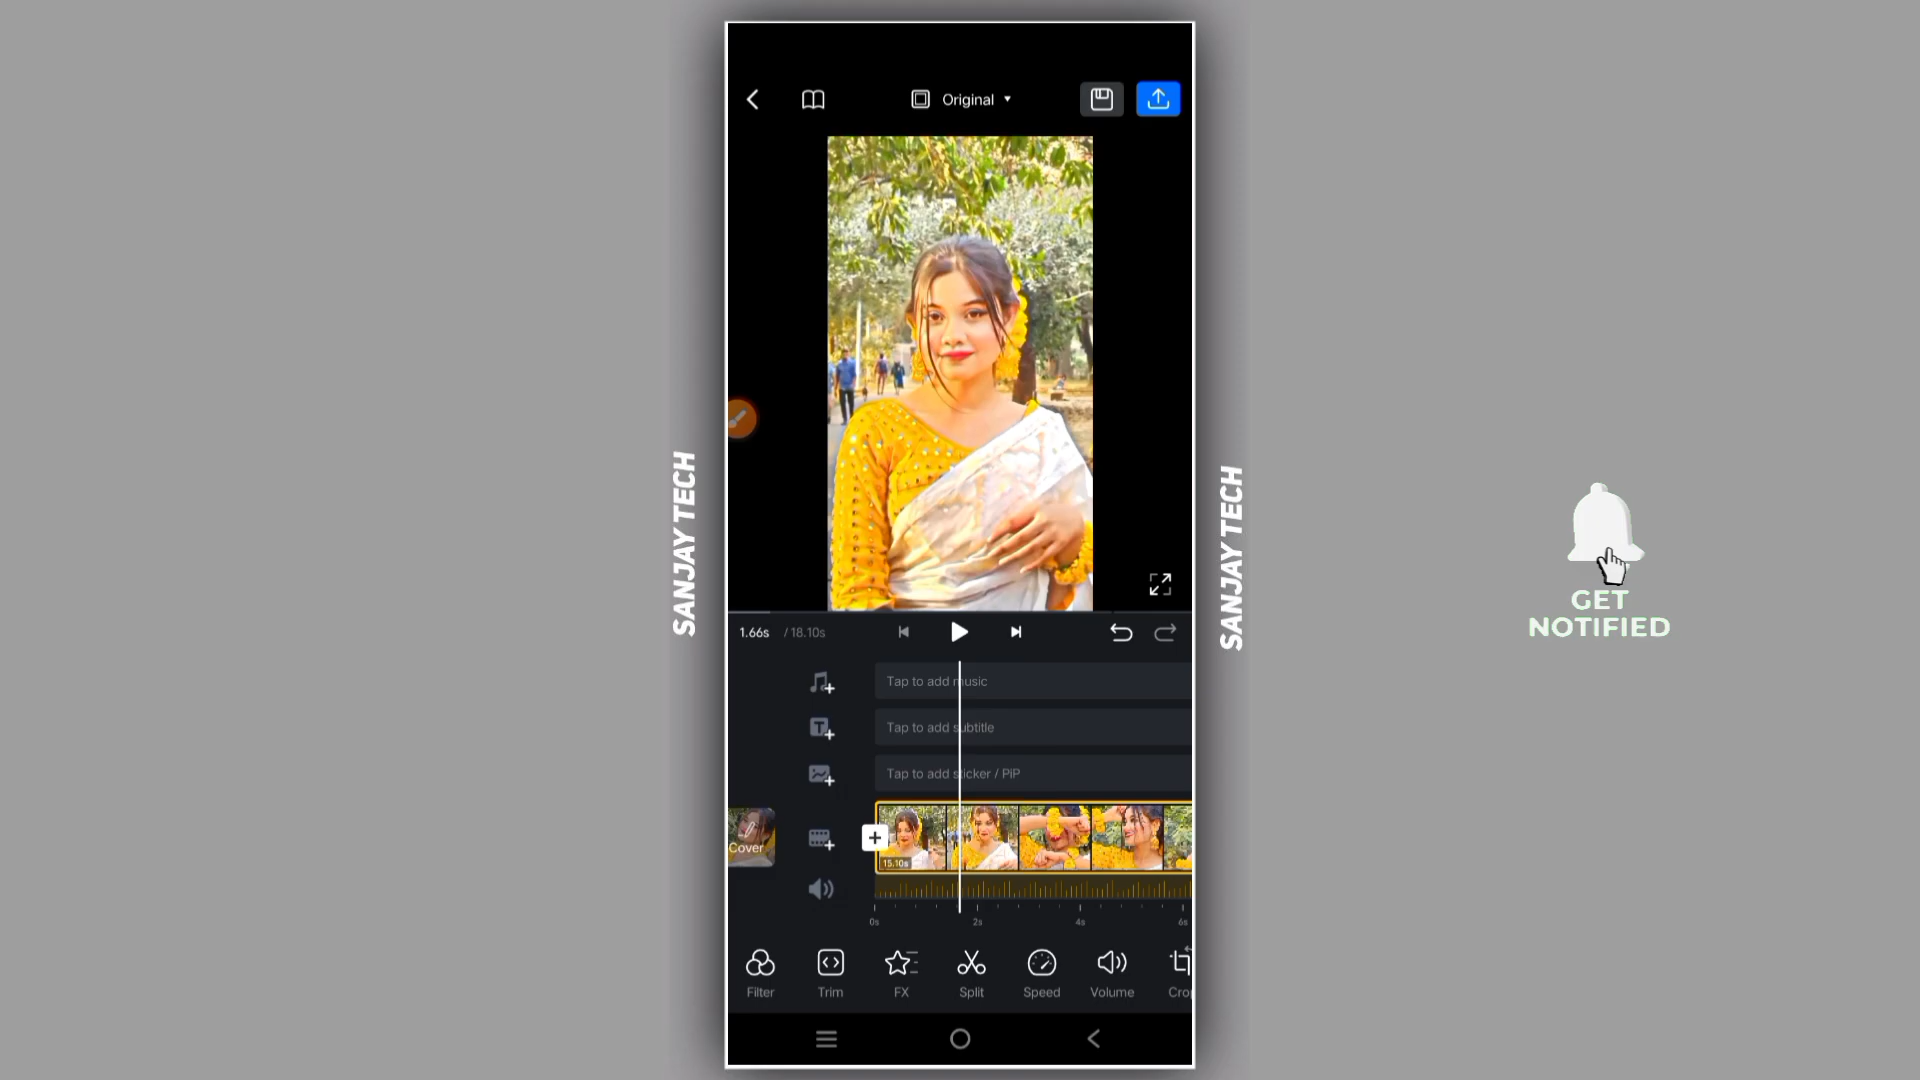 Original
1.66s / 18.10s
Tap to add music
Tap to add subtitle
Tap to add sticker / PiP
Cover
15.10s
0s 2s 4s 6s
Filter Trim FX Split Speed Volume Crop
SANJAY TECH
SANJAY TECH
GET
NOTIFIED